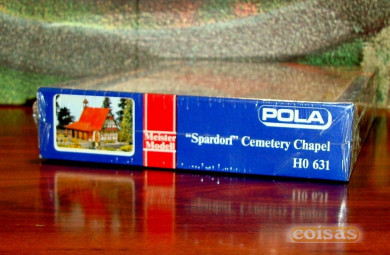 POLA
Meister
Modell
"Spardorf" Cemetery Chapel
H0 631
coisas